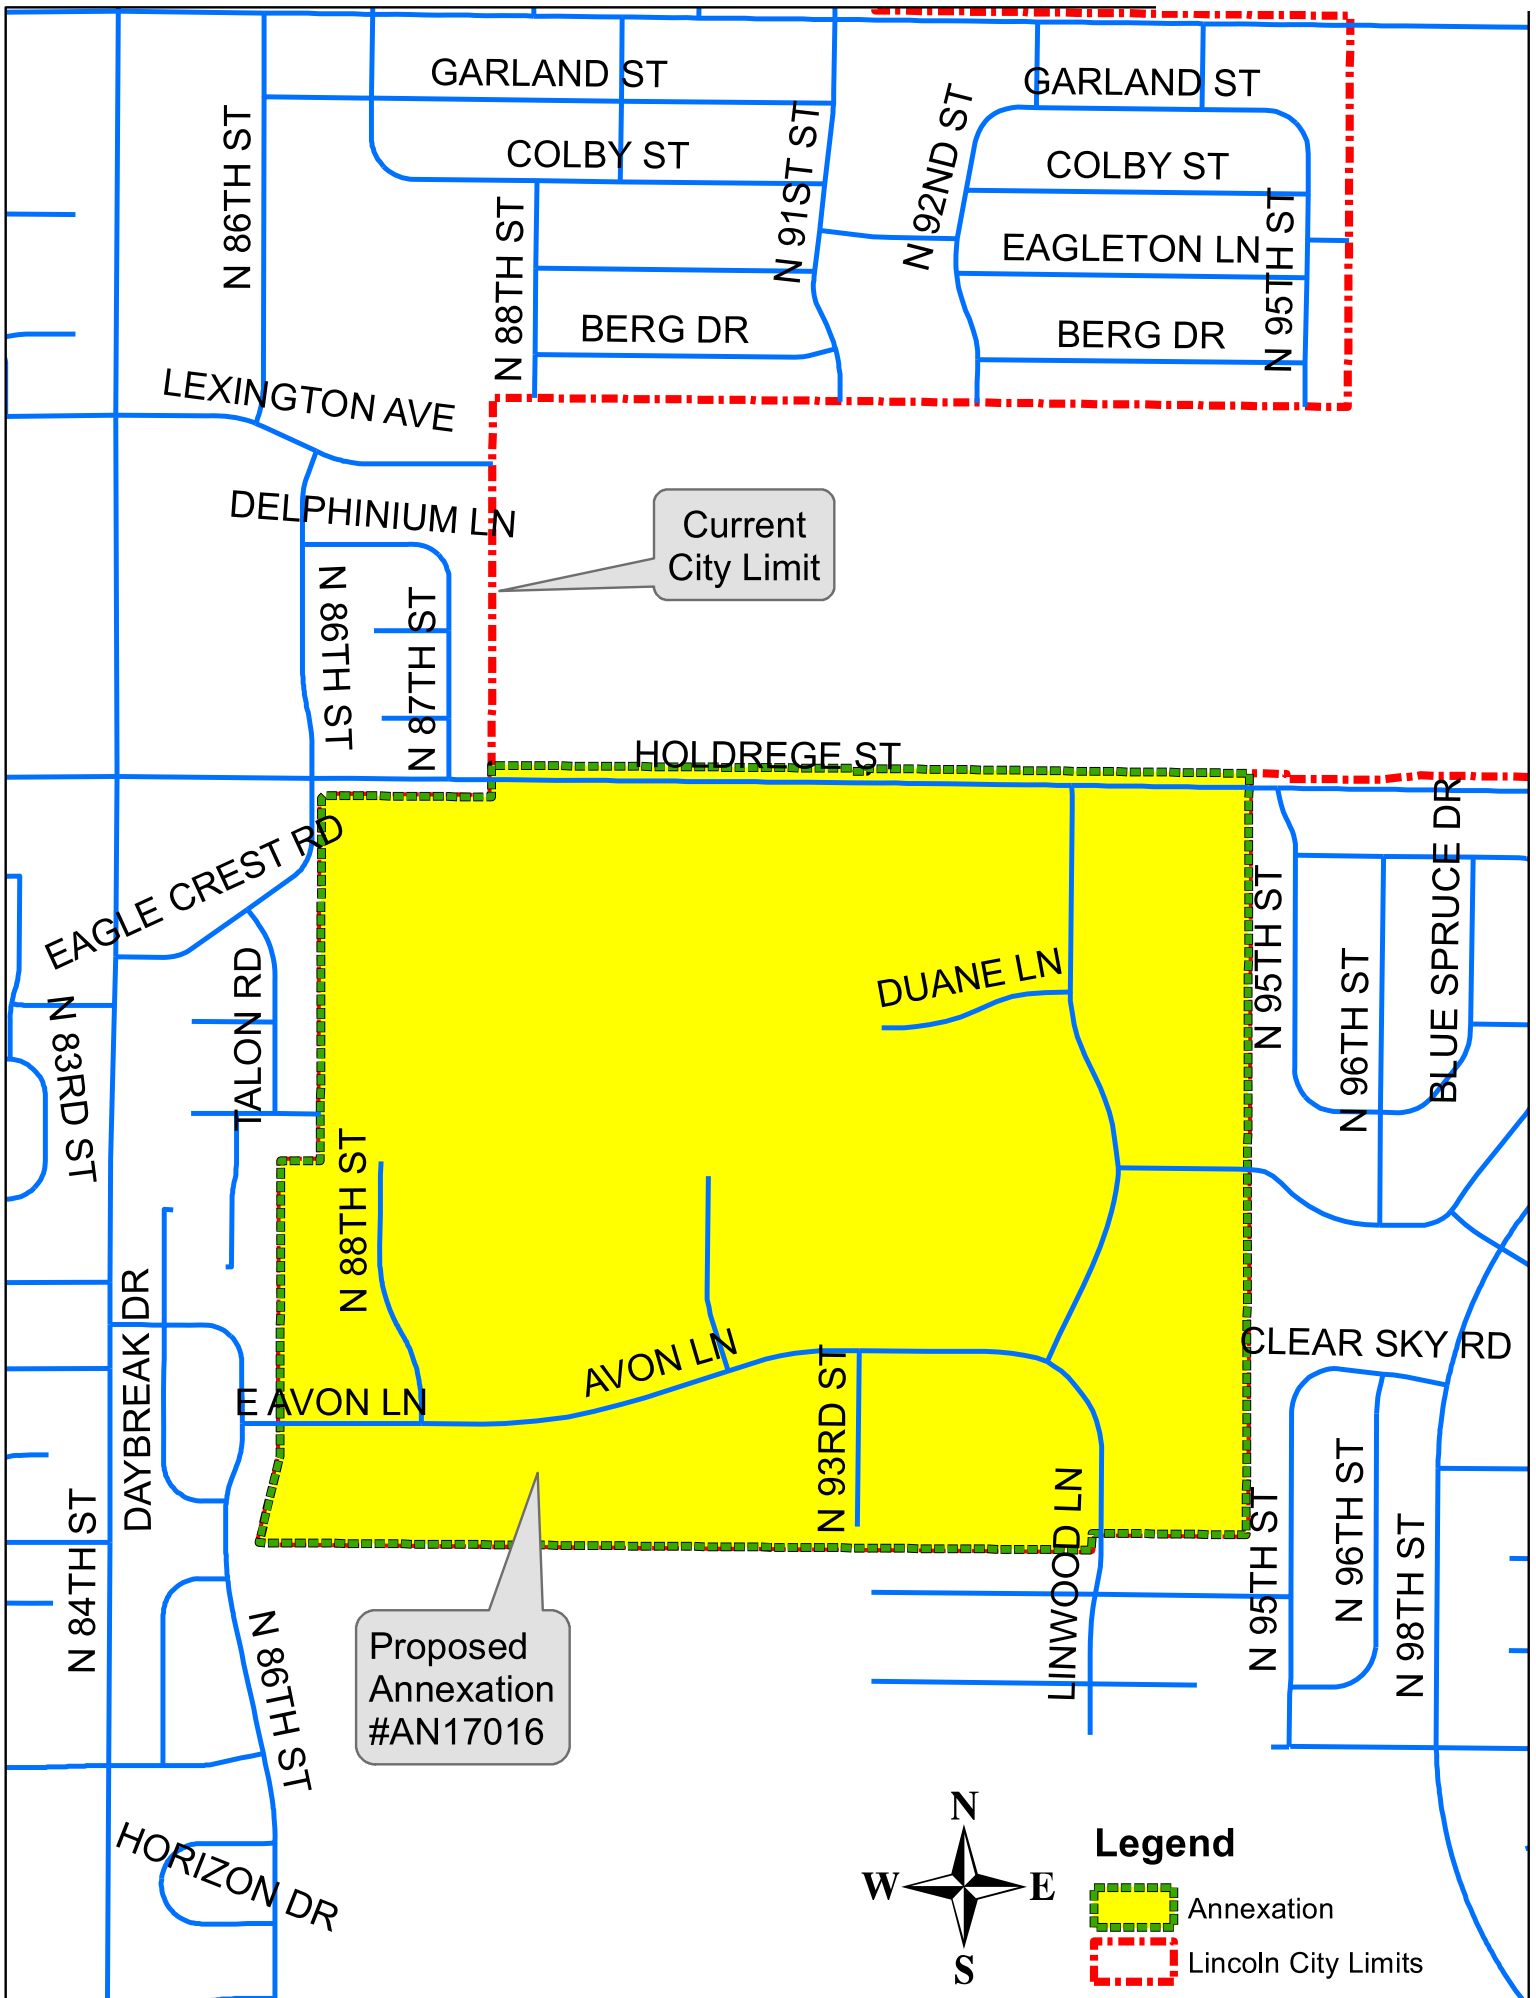 GARLAND ST
GARLAND ST
N 86TH ST
COLBY ST
N 91ST ST
N 92ND ST
COLBY ST
N 88TH ST
EAGLETON LN
N 95TH ST
BERG DR
BERG DR
LEXINGTON AVE
DELPHINIUM LN
Current
City Limit
N 86TH ST
N 87TH ST
HOLDREGE ST
EAGLE CREST RD
BLUE SPRUCE DR
N 95TH ST
DUANE LN
TALON RD
N 96TH ST
N 83RD ST
N 88TH ST
DAYBREAK DR
CLEAR SKY RD
AVON LN
E AVON LN
N 93RD ST
N 84TH ST
LINWOOD LN
N 95TH ST
N 96TH ST
N 98TH ST
Proposed
Annexation
#AN17016
N 86TH ST
HORIZON DR
N
W E
S
Legend
Annexation
Lincoln City Limits